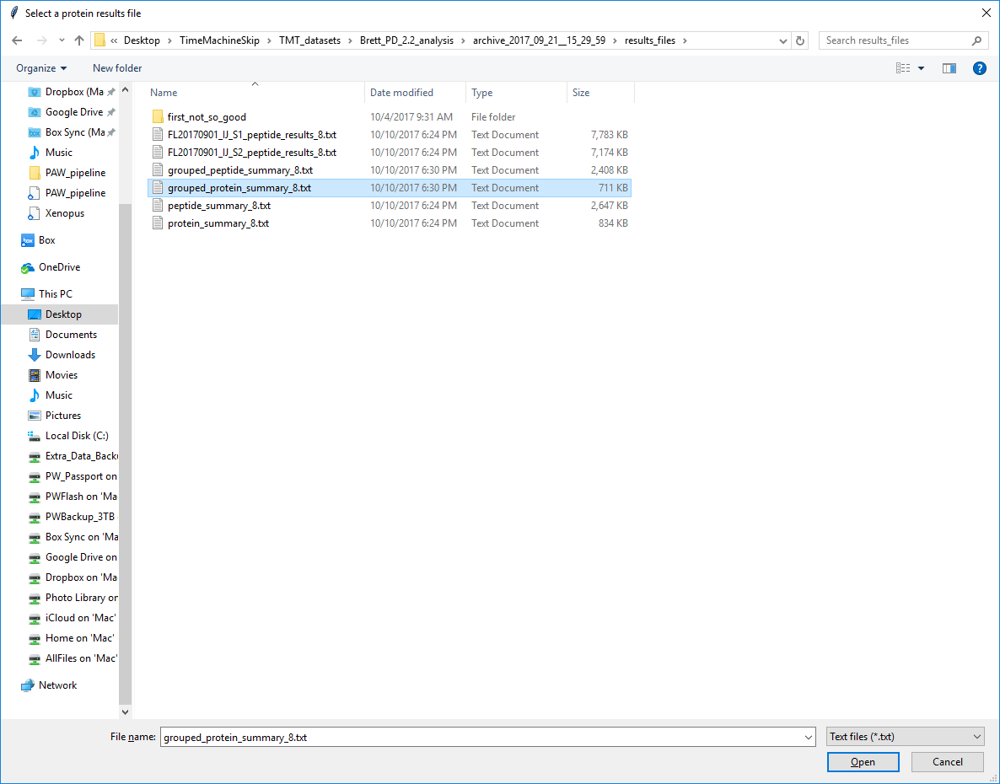 Select a protein results file
« Desktop > TimeMachineSkip > TMT_datasets > Brett_PD_2.2_analysis > archive_2017_09_21__15_29_59 > results_files >
Search results_files
Organize
New folder
Name Date modified Type Size
first_not_so_good 10/4/2017 9:31 AM File folder
FL20170901_IJ_S1_peptide_results_8.txt 10/10/2017 6:24 PM Text Document 7,783 KB
FL20170901_IJ_S2_peptide_results_8.txt 10/10/2017 6:24 PM Text Document 7,174 KB
grouped_peptide_summary_8.txt 10/10/2017 6:30 PM Text Document 2,408 KB
grouped_protein_summary_8.txt 10/10/2017 6:30 PM Text Document 711 KB
peptide_summary_8.txt 10/10/2017 6:24 PM Text Document 2,647 KB
protein_summary_8.txt 10/10/2017 6:24 PM Text Document 834 KB
Dropbox (Ma
Google Drive
Box Sync (Ma
Music
PAW_pipeline
PAW_pipeline
Xenopus
box Box
OneDrive
This PC
Desktop
Documents
Downloads
Movies
Music
Pictures
Local Disk (C:)
Extra_Data_Backu
PW_Passport on
PWFlash on 'Ma
PWBackup_3TB
Box Sync on 'Ma
Google Drive on
Dropbox on 'Ma
Photo Library on
iCloud on 'Mac'
Home on 'Mac'
AllFiles on 'Mac'
Network
File name: grouped_protein_summary_8.txt
Text files (*.txt)
Open
Cancel